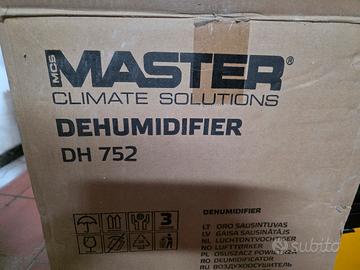 MCS MASTER®
CLIMATE SOLUTIONS
DEHUMIDIFIER
DH 752
3
DEHUMIDIFIER
LT ORO SAUSINTUVAS
LV GAISA SAUSINĀTĀJS
NL LUCHTONTVOCHTIGER
NO LUFTTØRKER
PL OSUSZACZ POWIETRZA
RO DEUMIDIFICATOR
RU ВОЗДУХООСУШИТЕЛЬ
subito